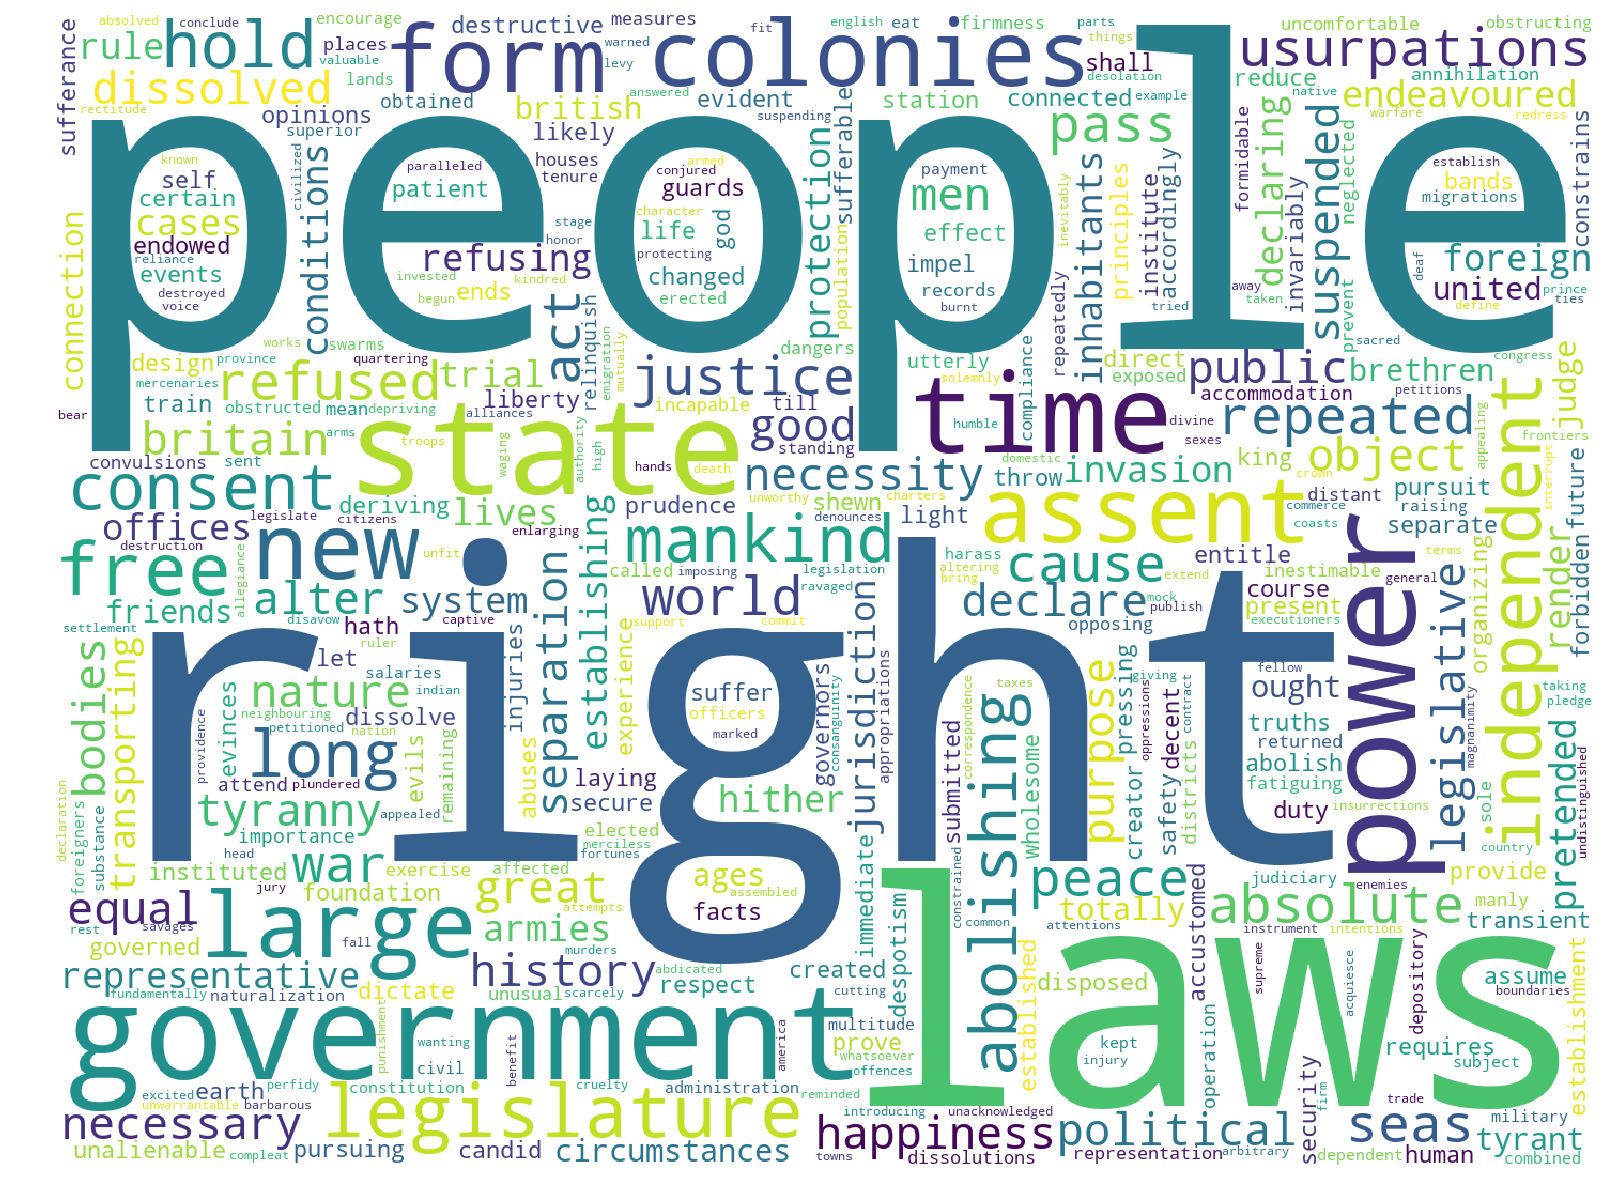 people
right
laws
government
state
time
power
colonies
form
large
assent
independent
new
free
mankind
legislature
abolishing
absolute
hold
pass
long
usurpations
dissolved
refused
justice
act
consent
repeated
public
suspended
object
cause
peace
declare
world
necessity
war
great
history
happiness
political
seas
necessary
equal
tyranny
nature
alter
system
separation
jurisdiction
purpose
legislative
pretended
bodies
transporting
representative
armies
circumstances
establishing
hither
britain
trial
good
men
protection
inhabitants
declaring
foreign
united
endeavoured
invasion
brethren
judge
render
rule
conditions
connection
cases
refusing
offices
friends
lives
tyrant
british
opinions
destructive
sufferance
encourage
absolved
conclude
places
valuable
lands
rectitude
superior
obtained
measures
warned
levy
english
eat
fit
firmness
parts
things
shall
answered
evident
likely
houses
tenure
station
suspending
connected
desolation
example
uncomfortable
obstructing
reduce
annihilation
native
warfare
redress
constrains
neglected
formidable
invariably
prevent
sufferable
population
known
self
certain
endowed
reliance
events
destroyed
voice
civilized
paralleled
patient
conjured
armed
guards
character
life
god
protecting
changed
erected
stage
honor
invested
begun
kindred
ends
payment
effect
impel
records
burnt
inevitably
repeatedly
principles
institute
accordingly
establish
bands
migrations
deaf
define
prince
ties
away
taken
tried
sacred
congress
design
works
province
swarms
quartering
mercenaries
train
obstructed
mean
depriving
bear
arms
troops
liberty
alliances
relinquish
emigration
mutually
dangers
incapable
till
standing
utterly
solemnly
humble
compliance
direct
exposed
divine
sexes
accommodation
petitions
appealing
frontiers
interrupt
convulsions
sent
deriving
waging
authority
high
hands
death
prudence
unworthy
charters
shewn
denounces
light
throw
domestic
king
crown
distant
commerce
coasts
pursuit
raising
separate
future
forbidden
terms
general
organizing
legislate
citizens
enlarging
destruction
unfit
called
imposing
legislation
ravaged
harass
altering
bring
extend
mock
publish
opposing
entitle
inestimable
course
present
executioners
allegiance
settlement
disavow
hath
captive
ruler
let
salaries
indian
injuries
experience
support
commit
suffer
officers
marked
consanguinity
governors
appropriations
submitted
correspondence
taxes
giving
pressing
decent
oppressions
contract
fellow
ought
truths
returned
abolish
fatiguing
duty
insurrections
magnanimity
taking
pledge
undistinguished
sole
country
provide
judiciary
enemies
manly
transient
neighbouring
petitioned
nation
dissolve
evinces
providence
attend
plundered
evils
remaining
appealed
abuses
laying
secure
declaration
foreigners
substance
importance
head
elected
merciless
fortunes
instituted
exercise
affected
foundation
jury
attempts
ages
assembled
facts
immediate
wholesome
creator
safety
districts
constrained
common
totally
attentions
accustomed
instrument
intentions
supreme
rest
savages
governed
fall
murders
abdicated
respect
created
cutting
despotism
established
disposed
acquiesce
depository
assume
boundaries
establishment
fundamentally
naturalization
dictate
unusual
scarcely
punishment
wanting
benefit
america
multitude
prove
whatsoever
offences
kept
injury
operation
requires
subject
excited
earth
perfidy
constitution
civil
cruelty
administration
reminded
unwarrantable
barbarous
introducing
unacknowledged
security
firm
trade
military
unalienable
compleat
pursuing
candid
towns
dissolutions
representation
arbitrary
dependent
human
combined